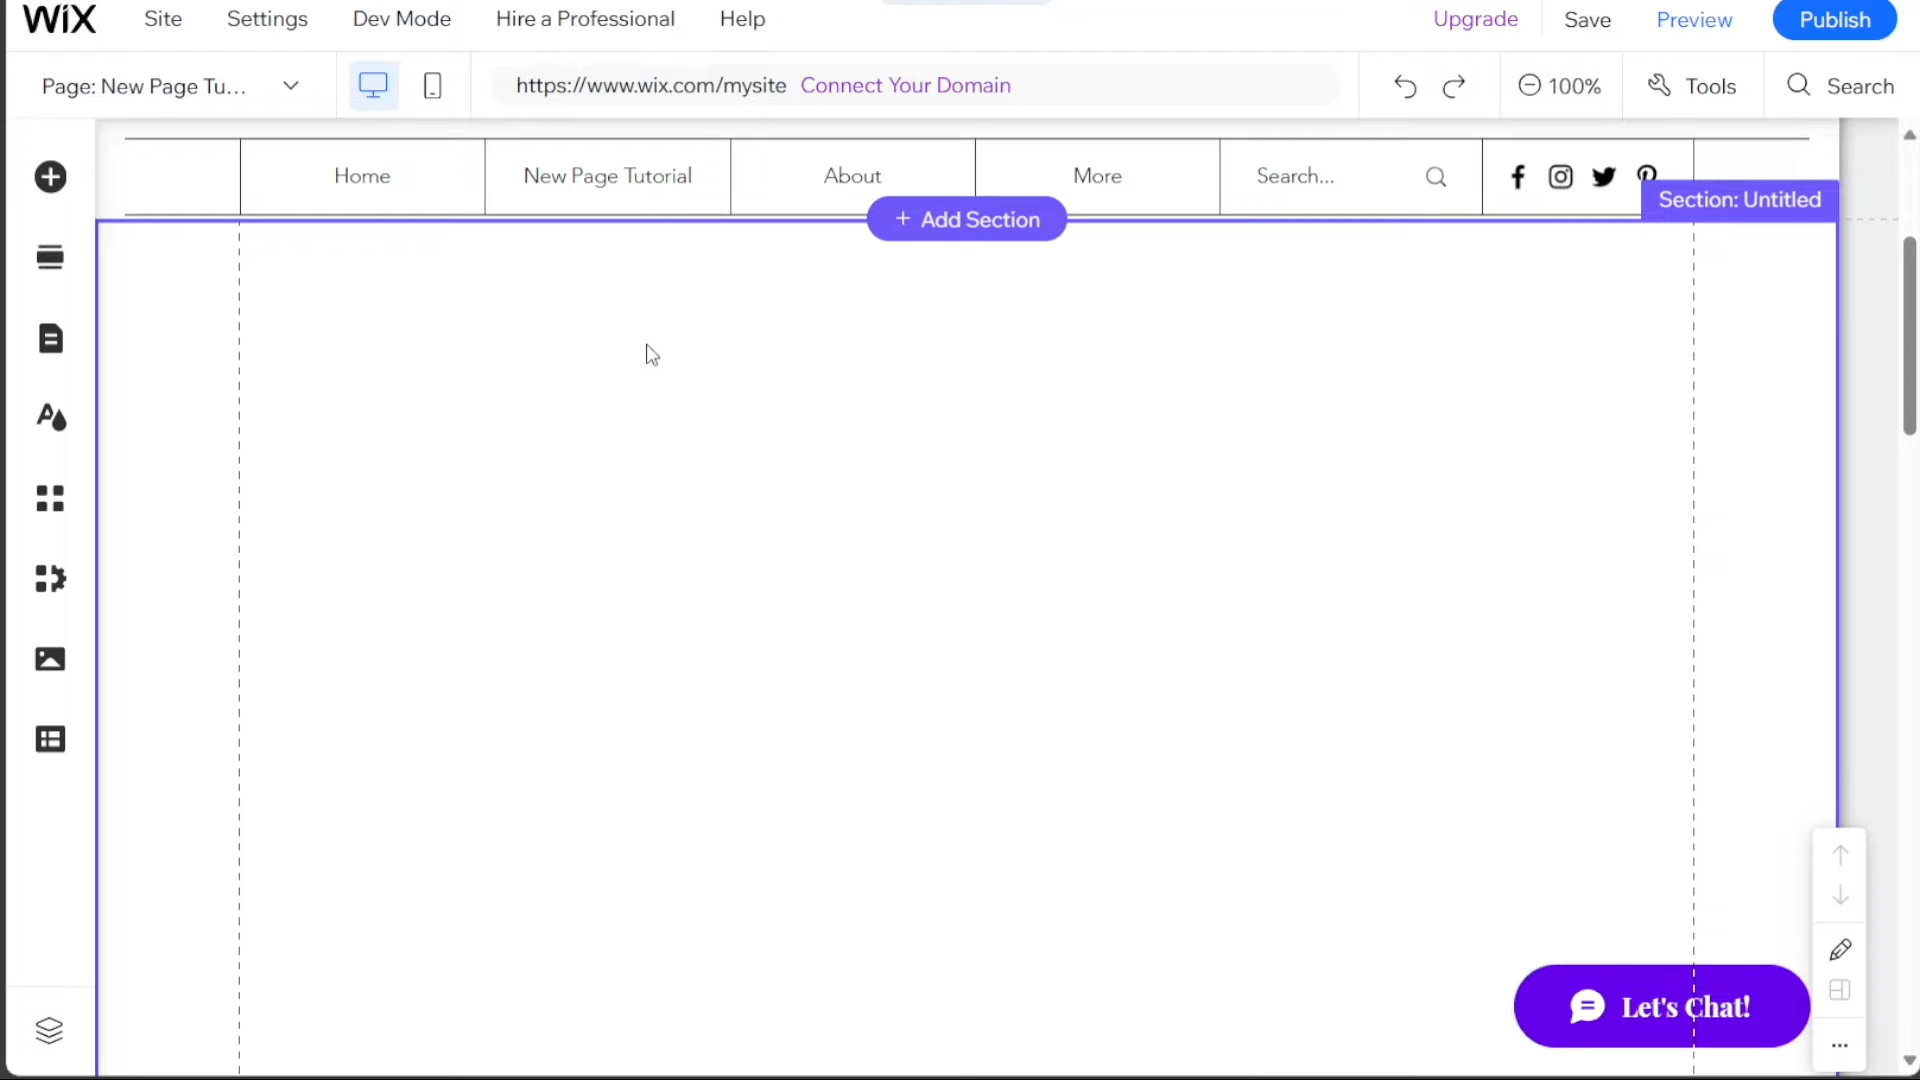 WiX Site Settings Dev Mode Hire a Professional Help Upgrade Save Preview Publish
Page: New Page Tu... https://www.wix.com/mysite Connect Your Domain 100% Tools Search
Home New Page Tutorial About More Search...
Section: Untitled
+ Add Section
Let's Chat!